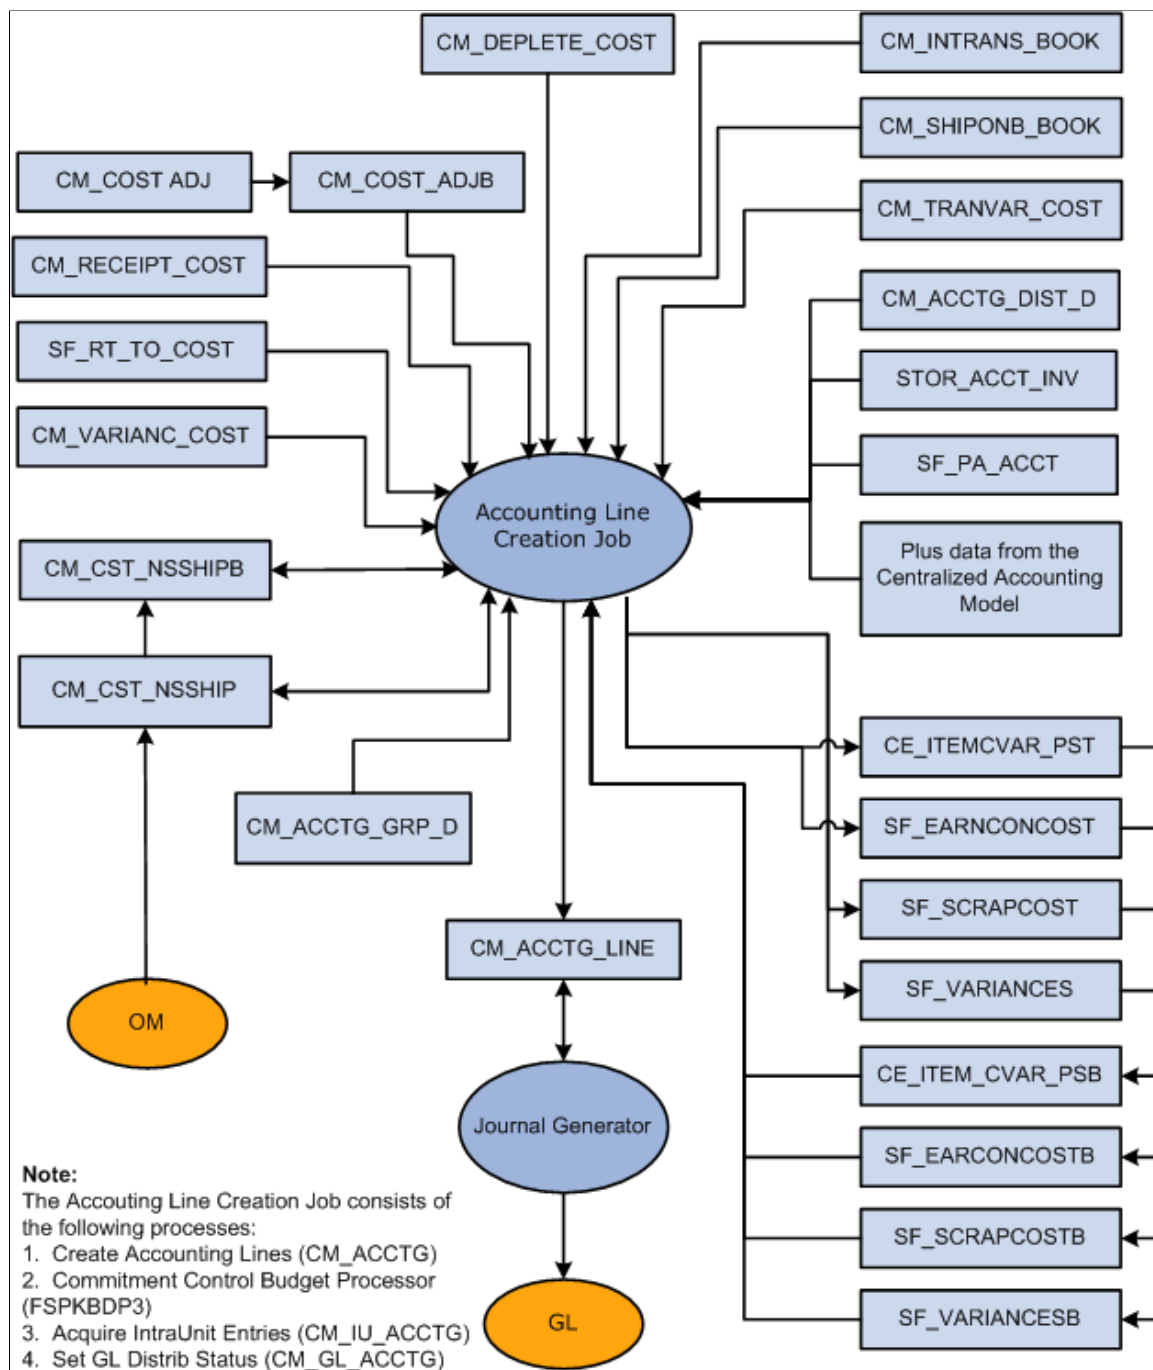 CM_DEPLETE_COST
CM_INTRANS_BOOK
CM_SHIPONB_BOOK
CM_COST ADJ
CM_COST_ADJB
CM_TRANVAR_COST
CM_RECEIPT_COST
CM_ACCTG_DIST_D
SF_RT_TO_COST
STOR_ACCT_INV
CM_VARIANC_COST
SF_PA_ACCT
Accounting Line
Creation Job
Plus data from the
Centralized Accounting
Model
CM_CST_NSSHIPB
CM_CST_NSSHIP
CE_ITEMCVAR_PST
CM_ACCTG_GRP_D
SF_EARNCONCOST
SF_SCRAPCOST
CM_ACCTG_LINE
SF_VARIANCES
OM
CE_ITEM_CVAR_PSB
Journal Generator
SF_EARCONCOSTB
SF_SCRAPCOSTB
GL
SF_VARIANCESB
Note:
The Accouting Line Creation Job consists of
the following processes:
1. Create Accounting Lines (CM_ACCTG)
2. Commitment Control Budget Processor
(FSPKBDP3)
3. Acquire IntraUnit Entries (CM_IU_ACCTG)
4. Set GL Distrib Status (CM_GL_ACCTG)